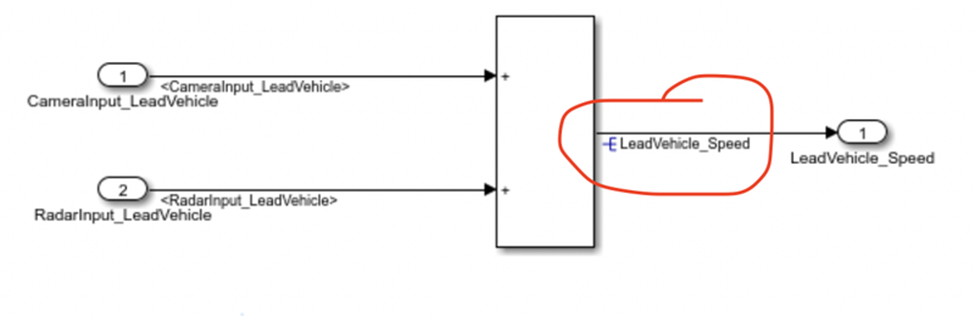 1
<CameraInput_LeadVehicle>
CameraInput_LeadVehicle
+
LeadVehicle_Speed
1
LeadVehicle_Speed
2
<RadarInput_LeadVehicle>
RadarInput_LeadVehicle
+